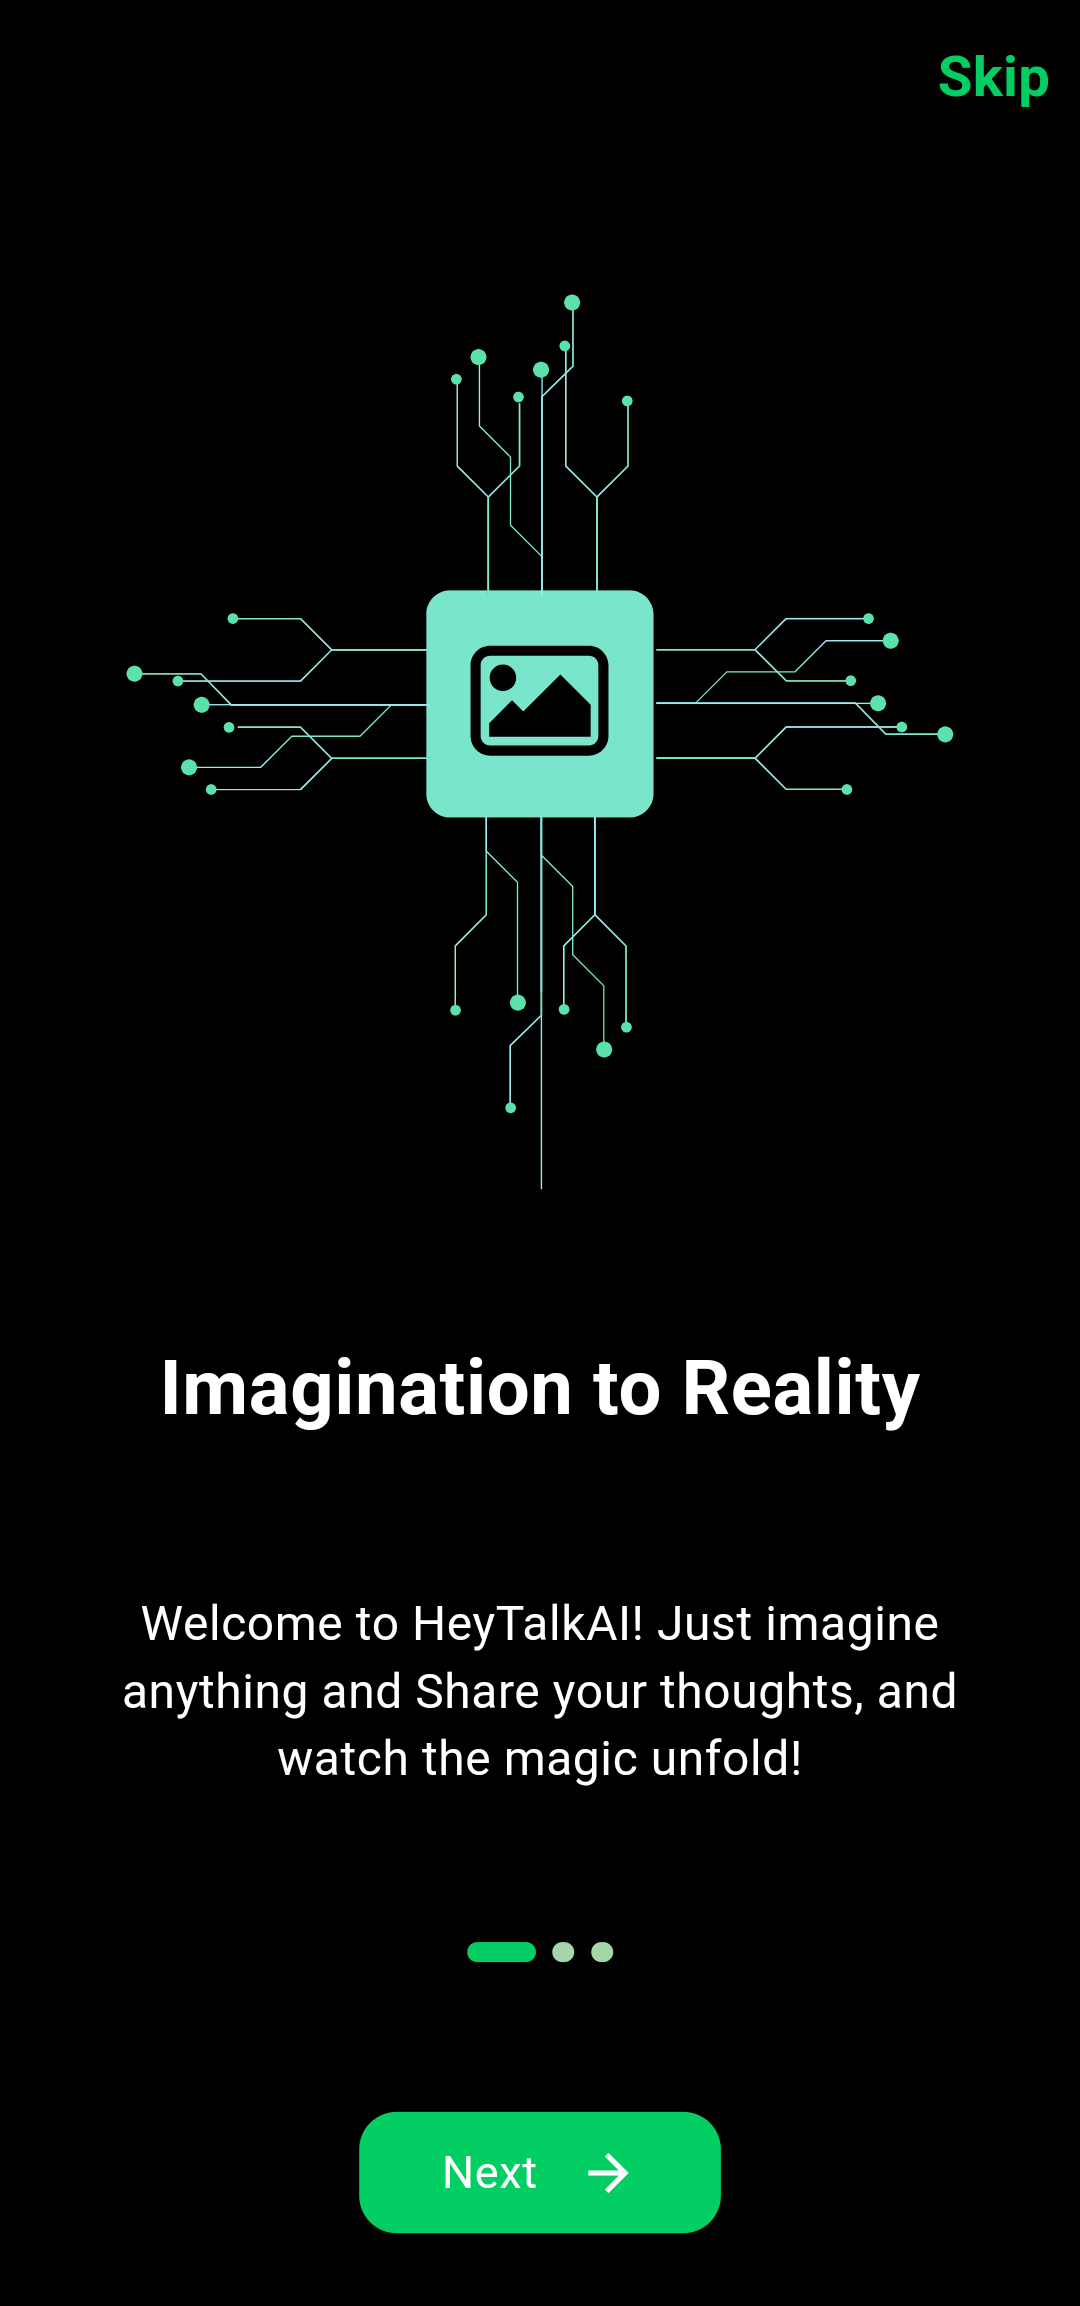 Skip
Imagination to Reality
Welcome to HeyTalkAI! Just imagine
anything and Share your thoughts, and
watch the magic unfold!
Next